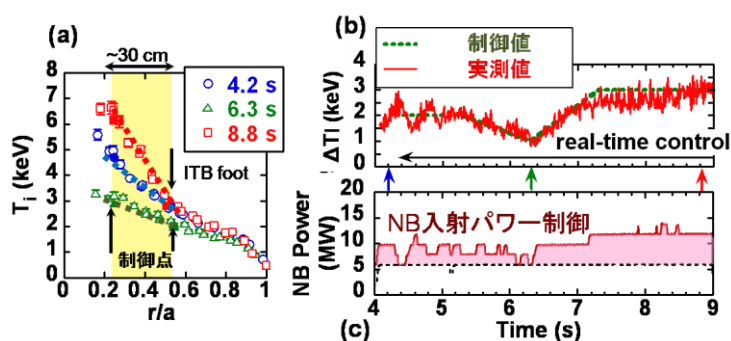 (a)
~30 cm
4.2 s
6.3 s
8.8 s
ITB foot
制御点
8
7
6
5
4
3
2
1
0
Ti (keV)
0 0.2 0.4 0.6 0.8 1
r/a
(b)
制御値
実測値
real-time control
4
3
2
1
ΔTi (keV)
NB入射パワー制御
20
15
10
5
0
NB Power (MW)
4 5 6 7 8 9
(c)
Time (s)